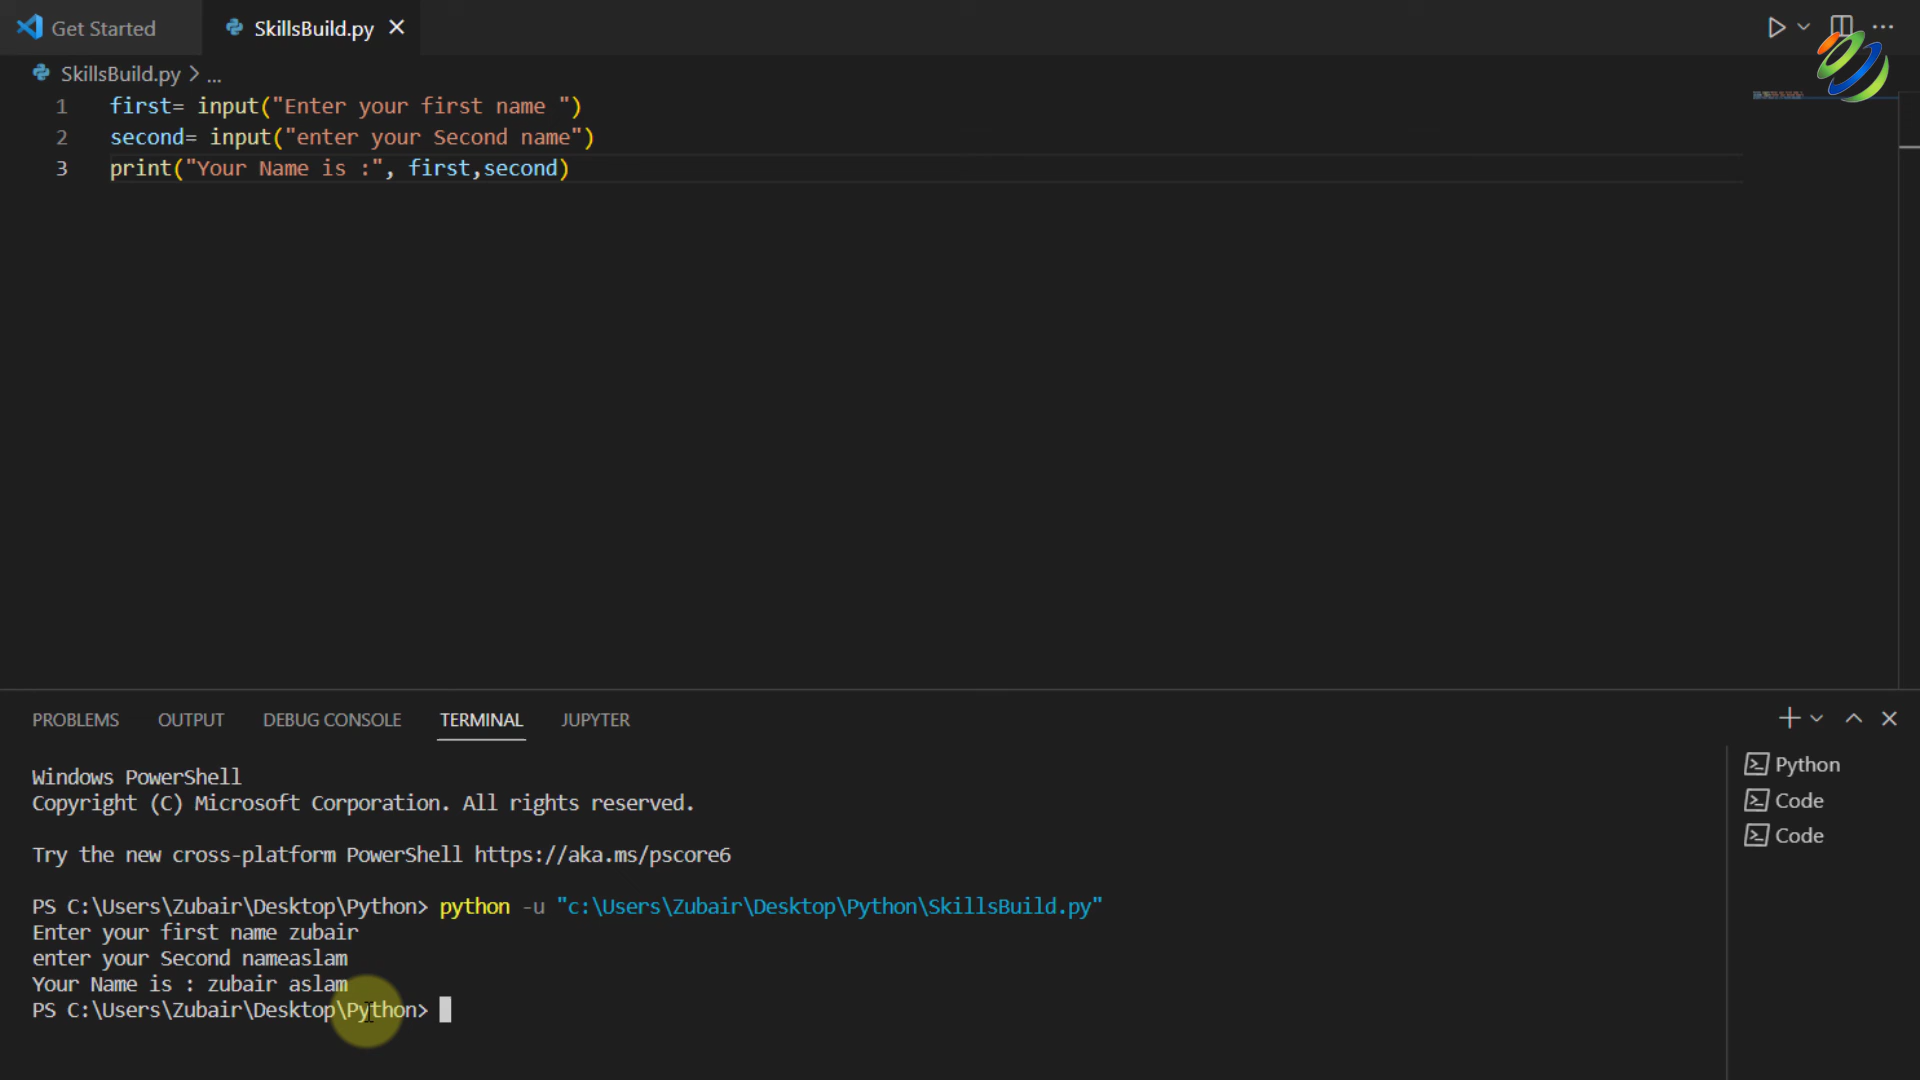 Get Started
SkillsBuild.py
SkillsBuild.py > ...
1 first= input("Enter your first name ")
2 second= input("enter your Second name")
3 print("Your Name is :", first,second)
PROBLEMS OUTPUT DEBUG CONSOLE TERMINAL JUPYTER
Windows PowerShell
Copyright (C) Microsoft Corporation. All rights reserved.
Try the new cross-platform PowerShell https://aka.ms/pscore6
PS C:\Users\Zubair\Desktop\Python> python -u "c:\Users\Zubair\Desktop\Python\SkillsBuild.py"
Enter your first name zubair
enter your Second nameaslam
Your Name is : zubair aslam
PS C:\Users\Zubair\Desktop\Python>
Python
Code
Code